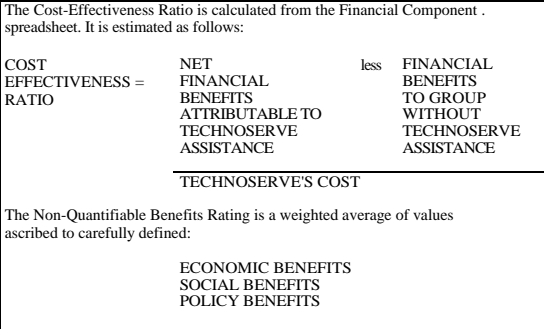 The Cost-Effectiveness Ratio is calculated from the Financial Component .
spreadsheet. It is estimated as follows:
COST NET less FINANCIAL
EFFECTIVENESS = FINANCIAL BENEFITS
RATIO BENEFITS TO GROUP
ATTRIBUTABLE TO WITHOUT
TECHNOSERVE TECHNOSERVE
ASSISTANCE ASSISTANCE
TECHNOSERVE'S COST
The Non-Quantifiable Benefits Rating is a weighted average of values
ascribed to carefully defined:
ECONOMIC BENEFITS
SOCIAL BENEFITS
POLICY BENEFITS